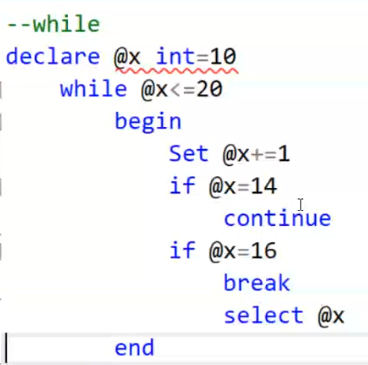 --while
declare @x int=10
while @x<=20
begin
Set @x+=1
if @x=14
continue
if @x=16
break
select @x
end